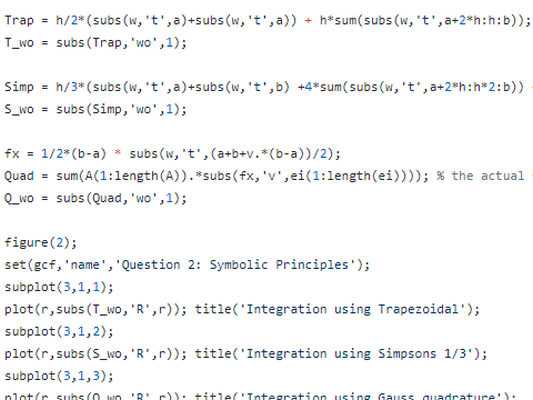 Trap = h/2*(subs(w,'t',a)+subs(w,'t',a)) + h*sum(subs(w,'t',a+2*h:h:b));
T_wo = subs(Trap,'wo',1);
Simp = h/3*(subs(w,'t',a)+subs(w,'t',b) +4*sum(subs(w,'t',a+2*h:h*2:b))
S_wo = subs(Simp,'wo',1);
fx = 1/2*(b-a) * subs(w,'t',(a+b+v.*(b-a))/2);
Quad = sum(A(1:length(A)).*subs(fx,'v',ei(1:length(ei)))); % the actual
Q_wo = subs(Quad,'wo',1);
figure(2);
set(gcf,'name','Question 2: Symbolic Principles');
subplot(3,1,1);
plot(r,subs(T_wo,'R',r)); title('Integration using Trapezoidal');
subplot(3,1,2);
plot(r,subs(S_wo,'R',r)); title('Integration using Simpsons 1/3');
subplot(3,1,3);
plot(r,subs(Q_wo,'R',r)); title('Integration using Gauss quadrature');